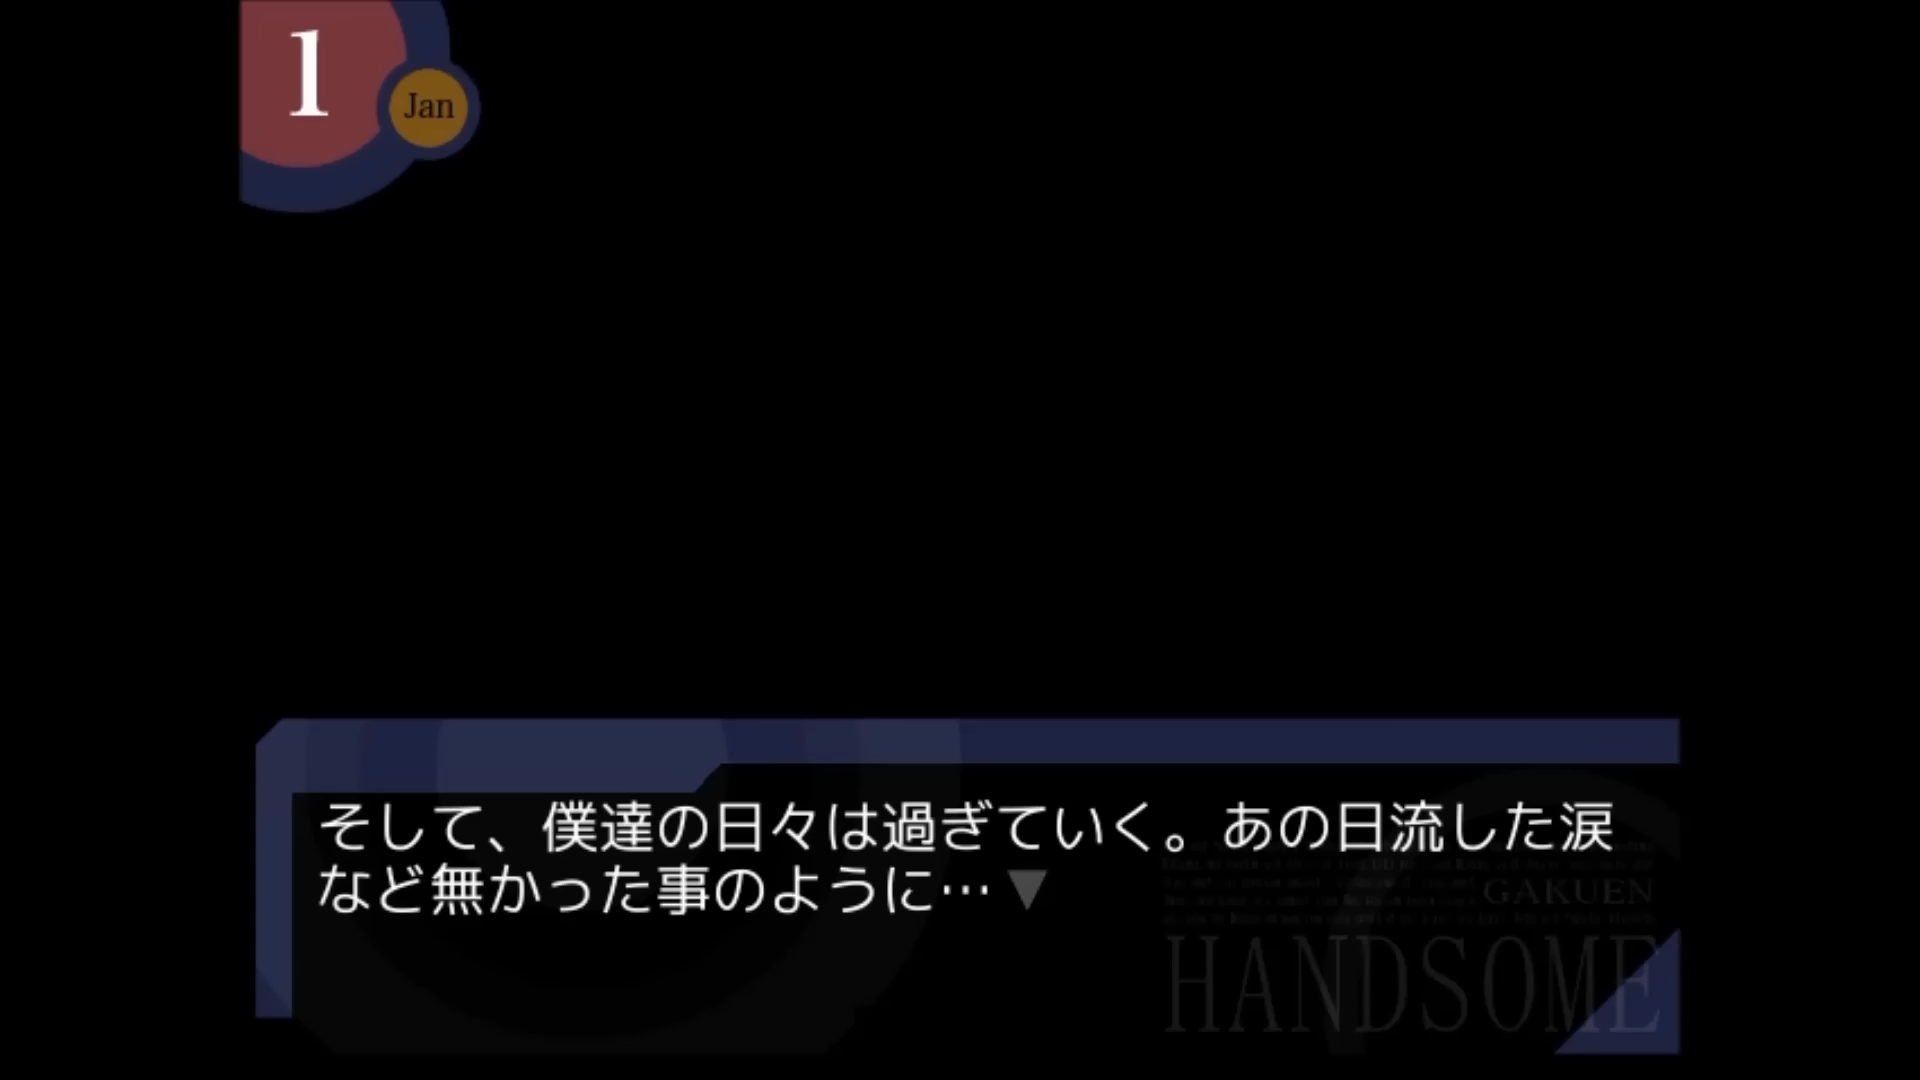 1
Jan
そして、僕達の日々は過ぎていく。あの日流した涙
など無かった事のように…▼
GAKUEN
HANDSOME